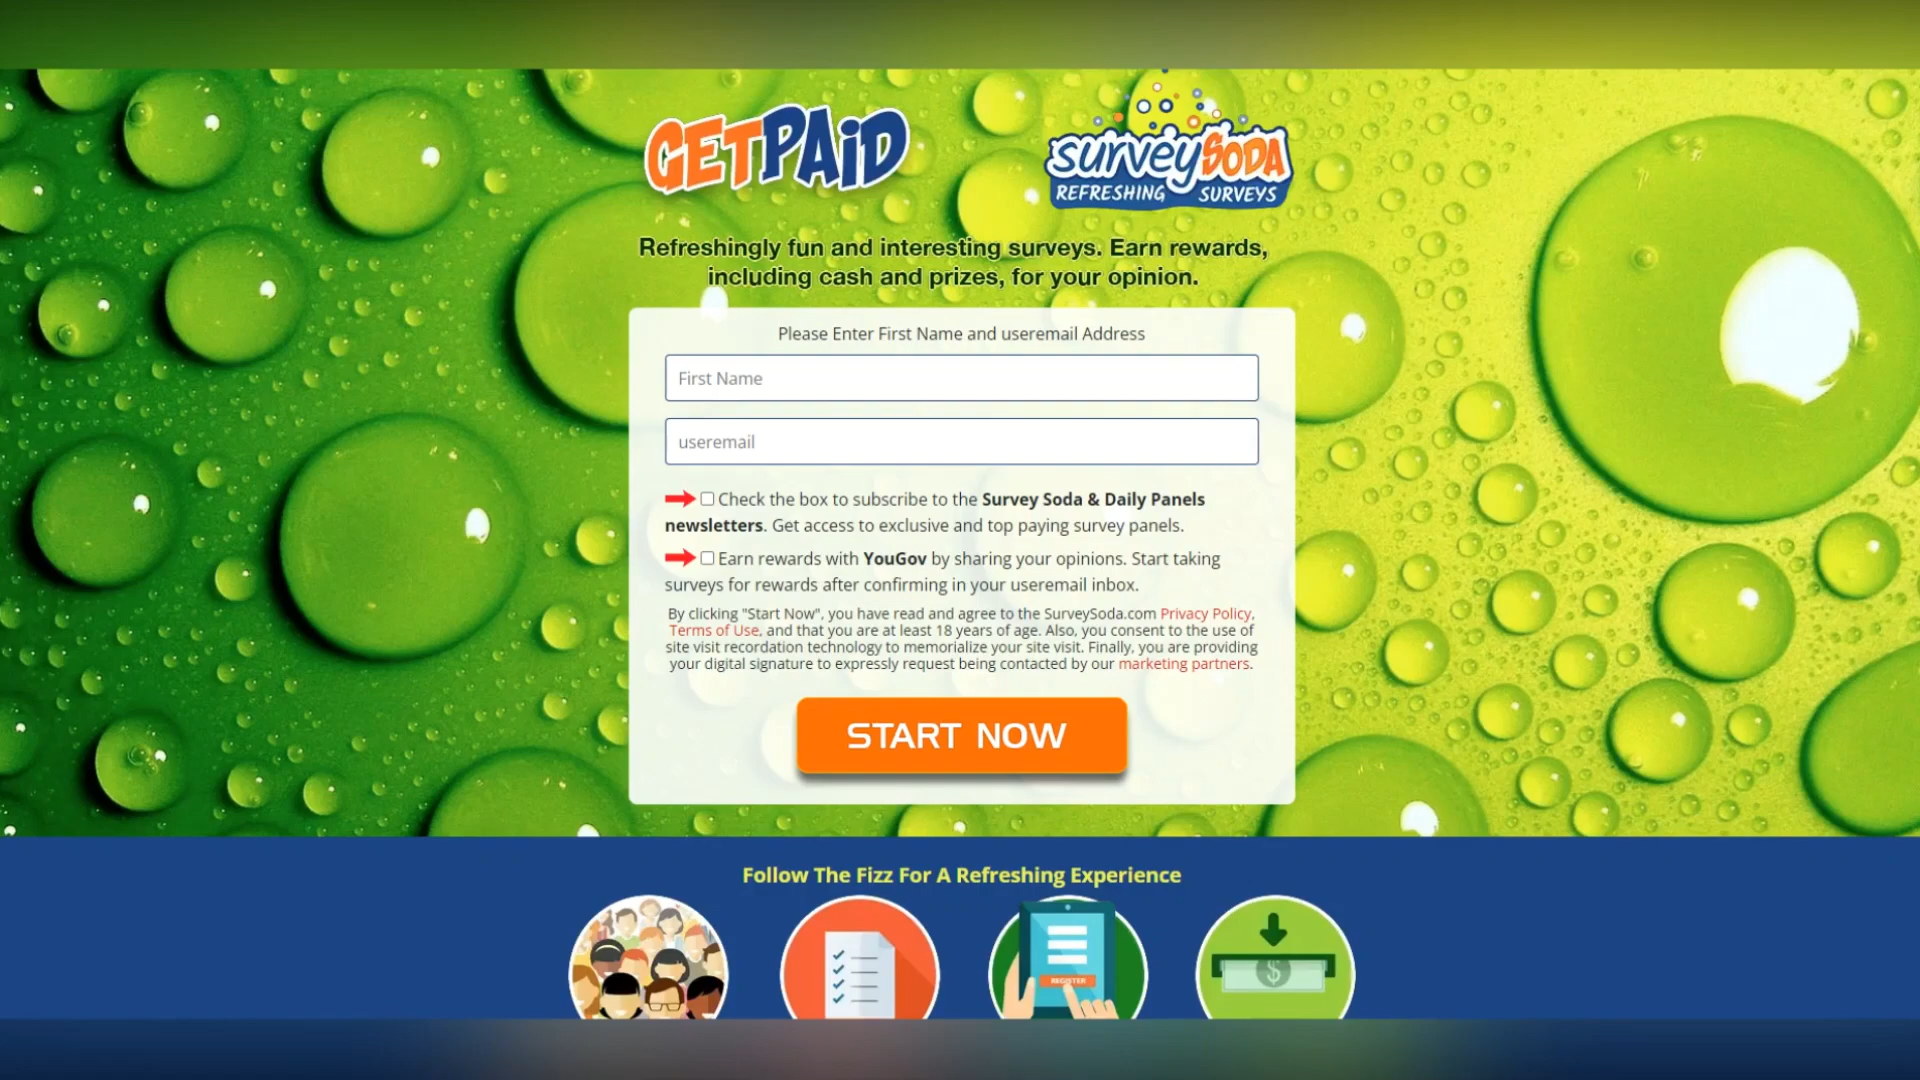 GETPAiD
surveySODA
REFRESHING SURVEYS
Refreshingly fun and interesting surveys. Earn rewards,
including cash and prizes, for your opinion.
Please Enter First Name and useremail Address
First Name
useremail
Check the box to subscribe to the Survey Soda & Daily Panels
newsletters. Get access to exclusive and top paying survey panels.
Earn rewards with YouGov by sharing your opinions. Start taking
surveys for rewards after confirming in your useremail inbox.
By clicking "Start Now", you have read and agree to the SurveySoda.com Privacy Policy,
Terms of Use, and that you are at least 18 years of age. Also, you consent to the use of
site visit recordation technology to memorialize your site visit. Finally, you are providing
your digital signature to expressly request being contacted by our marketing partners.
START NOW
Follow The Fizz For A Refreshing Experience
REGISTER
$